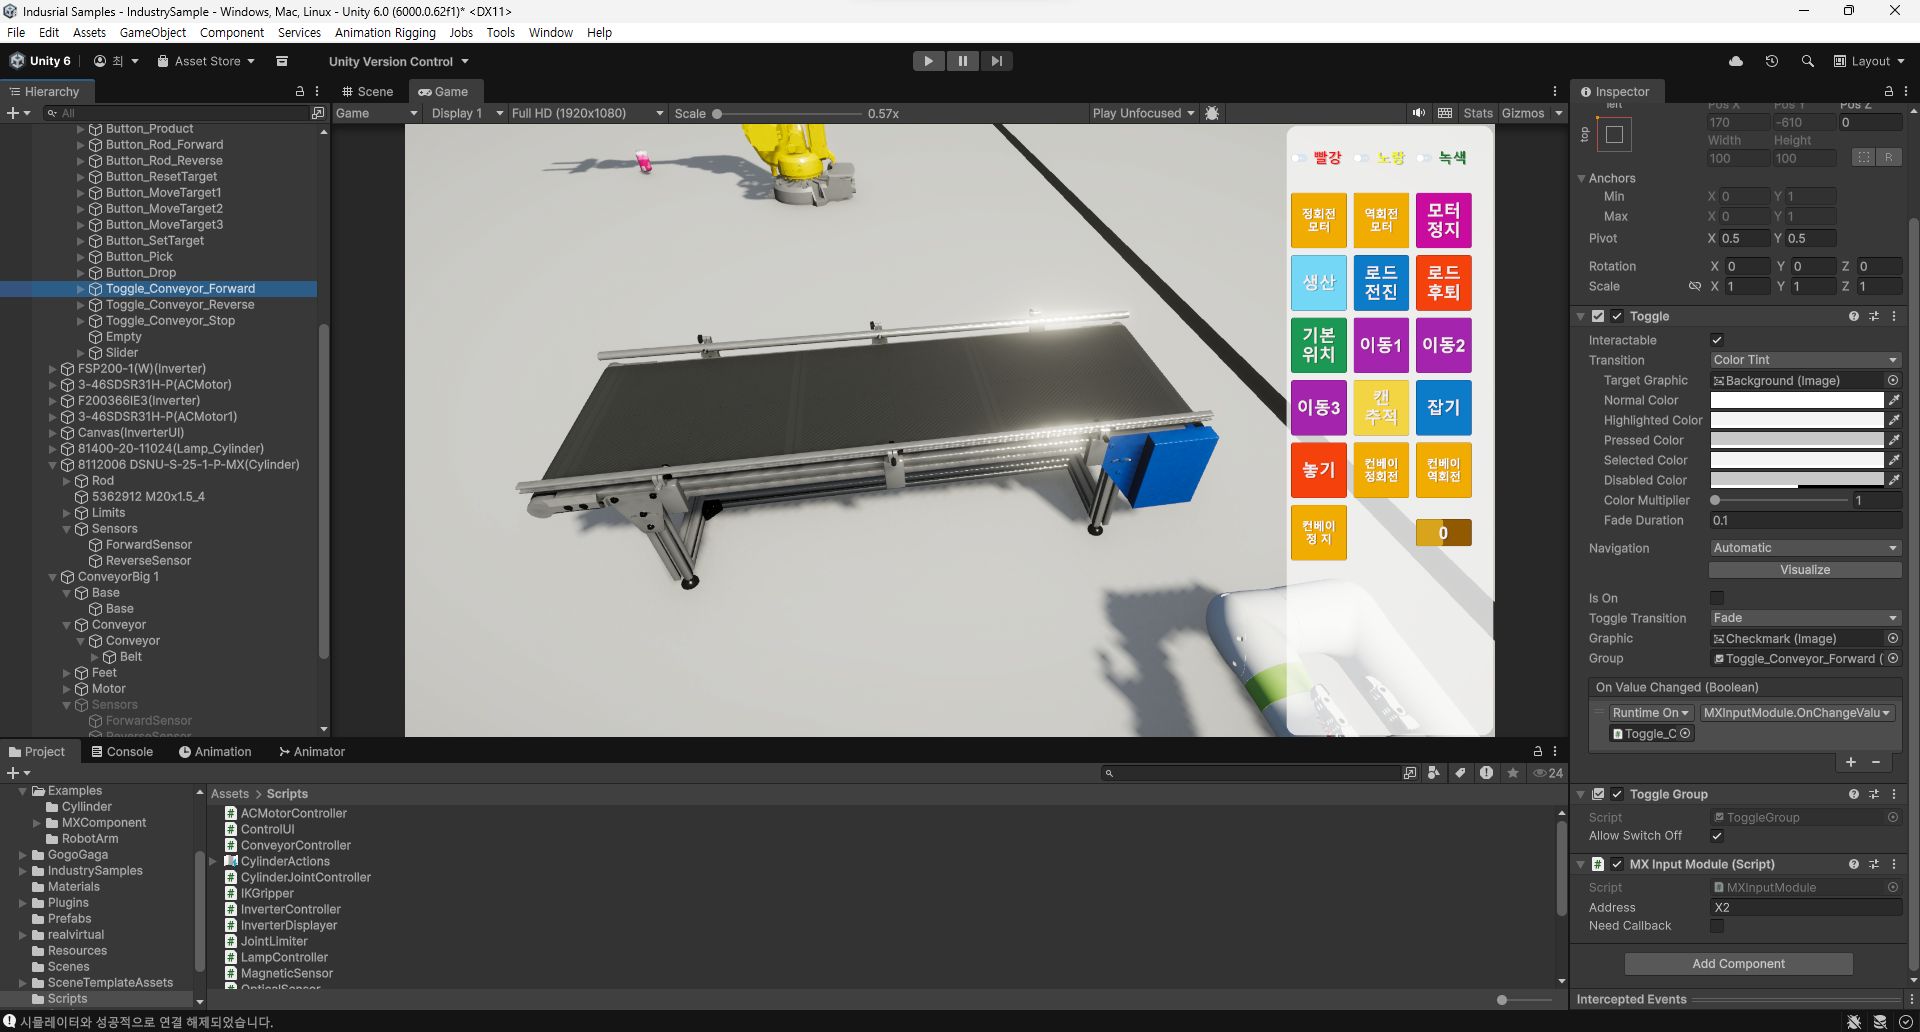 Indusrial Samples - IndustrySample - Windows, Mac, Linux - Unity 6.0 (6000.0.62f1)* <DX11>
File Edit Assets GameObject Component Services Animation Rigging Jobs Tools Window Help
Unity 6 최 Asset Store Unity Version Control Layout
Hierarchy
All
Button_Product
Button_Rod_Forward
Button_Rod_Reverse
Button_ResetTarget
Button_MoveTarget1
Button_MoveTarget2
Button_MoveTarget3
Button_SetTarget
Button_Pick
Button_Drop
Toggle_Conveyor_Forward
Toggle_Conveyor_Reverse
Toggle_Conveyor_Stop
Empty
Slider
FSP200-1(W)(Inverter)
3-46SDSR31H-P(ACMotor)
F200366IE3(Inverter)
3-46SDSR31H-P(ACMotor1)
Canvas(InverterUI)
81400-20-11024(Lamp_Cylinder)
8112006 DSNU-S-25-1-P-MX(Cylinder)
Rod
5362912 M20x1.5_4
Limits
Sensors
ForwardSensor
ReverseSensor
ConveyorBig 1
Base
Base
Conveyor
Conveyor
Belt
Feet
Motor
Sensors
ForwardSensor
ReverseSensor
Scene Game
Game Display 1 Full HD (1920x1080) Scale 0.57x Play Unfocused Stats Gizmos
빨강 노랑 녹색
정회전
모터
역회전
모터
모터
정지
생산
로드
전진
로드
후퇴
기본
위치
이동1
이동2
이동3
캔
추적
잡기
놓기
컨베이
정회전
컨베이
역회전
컨베이
정 지
0
Inspector
left Pos X Pos Y Pos Z
top 170 -610 0
Width Height
100 100 R
Anchors
Min X 0 Y 1
Max X 0 Y 1
Pivot X 0.5 Y 0.5
Rotation X 0 Y 0 Z 0
Scale X 1 Y 1 Z 1
Toggle
Interactable
Transition Color Tint
Target Graphic Background (Image)
Normal Color
Highlighted Color
Pressed Color
Selected Color
Disabled Color
Color Multiplier 1
Fade Duration 0.1
Navigation Automatic
Visualize
Is On
Toggle Transition Fade
Graphic Checkmark (Image)
Group Toggle_Conveyor_Forward (
On Value Changed (Boolean)
Runtime On MXInputModule.OnChangeValu
Toggle_C
Toggle Group
Script ToggleGroup
Allow Switch Off
MX Input Module (Script)
Script MXInputModule
Address X2
Need Callback
Add Component
Intercepted Events
Project Console Animation Animator
24
Examples
Cyllinder
MXComponent
RobotArm
GogoGaga
IndustrySamples
Materials
Plugins
Prefabs
realvirtual
Resources
Scenes
SceneTemplateAssets
Scripts
Assets > Scripts
ACMotorController
ControlUI
ConveyorController
CylinderActions
CylinderJointController
IKGripper
InverterController
InverterDisplayer
JointLimiter
LampController
MagneticSensor
OpticalSensor
시뮬레이터와 성공적으로 연결 해제되었습니다.